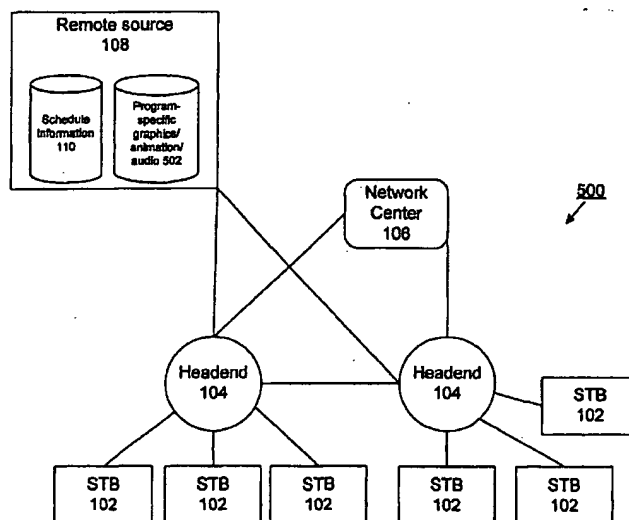 Remote source
108
Schedule
Information
110
Program-
specific
graphics/
animation/
audio 502
Network
Center
106
500
Headend
104
Headend
104
STB
102
STB
102
STB
102
STB
102
STB
102
STB
102